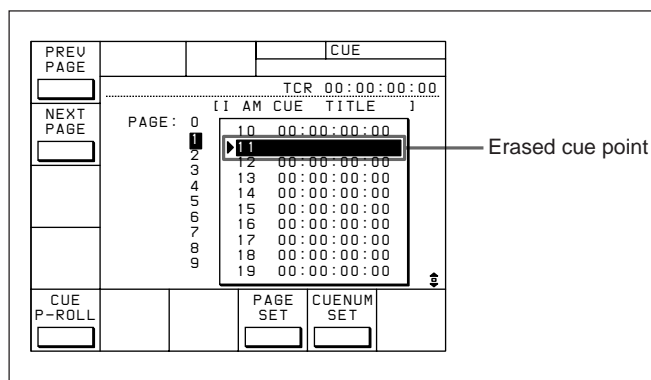 CUE
PREV PAGE
TCR 00:00:00:00
[I AM CUE TITLE ]
NEXT PAGE
PAGE: 0
1
2
3
4
5
6
7
8
9
10 00:00:00:00
▶11
12 00:00:00:00
13 00:00:00:00
14 00:00:00:00
15 00:00:00:00
16 00:00:00:00
17 00:00:00:00
18 00:00:00:00
19 00:00:00:00
Erased cue point
CUE P-ROLL
PAGE SET
CUENUM SET